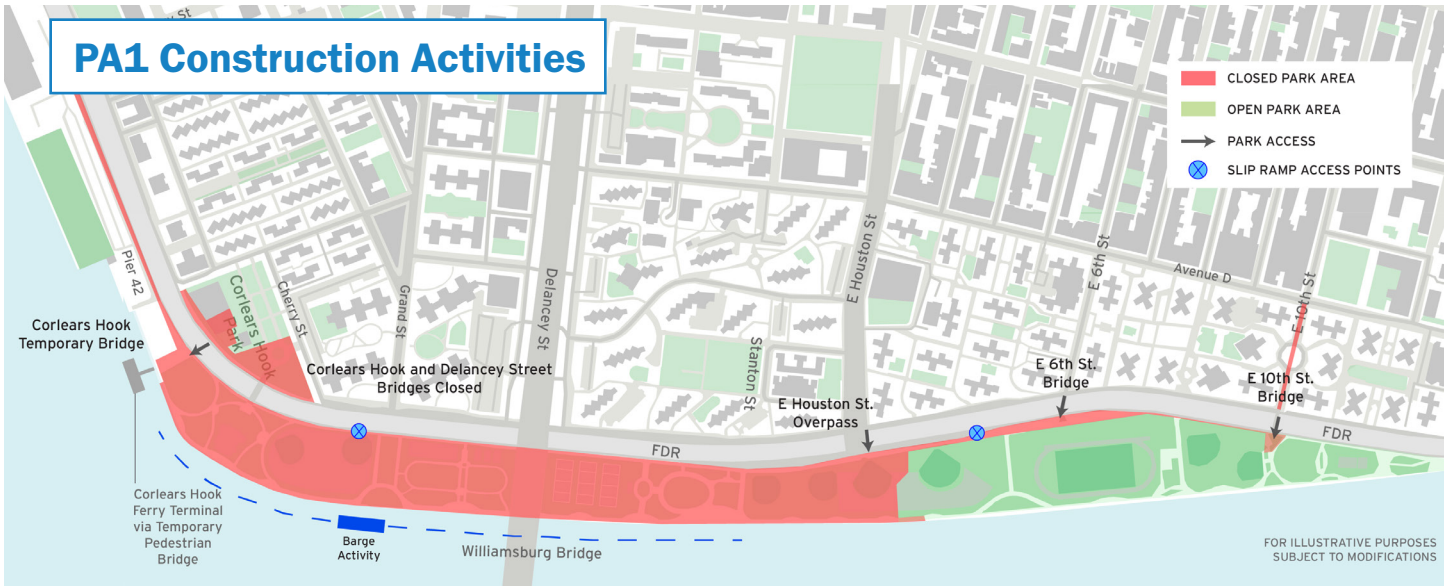 PA1 Construction Activities
CLOSED PARK AREA
OPEN PARK AREA
PARK ACCESS
SLIP RAMP ACCESS POINTS
St
Pier 42
Corlears Hook
Park
Cherry St
Grand St
Delancey St
Stanton St
E Houston St
E 6th St
Avenue D
E 10th St
Corlears Hook
Temporary Bridge
Corlears Hook and Delancey Street
Bridges Closed
E Houston St.
Overpass
E 6th St.
Bridge
E 10th St.
Bridge
FDR
FDR
Corlears Hook
Ferry Terminal
via Temporary
Pedestrian
Bridge
Barge
Activity
Williamsburg Bridge
FOR ILLUSTRATIVE PURPOSES
SUBJECT TO MODIFICATIONS